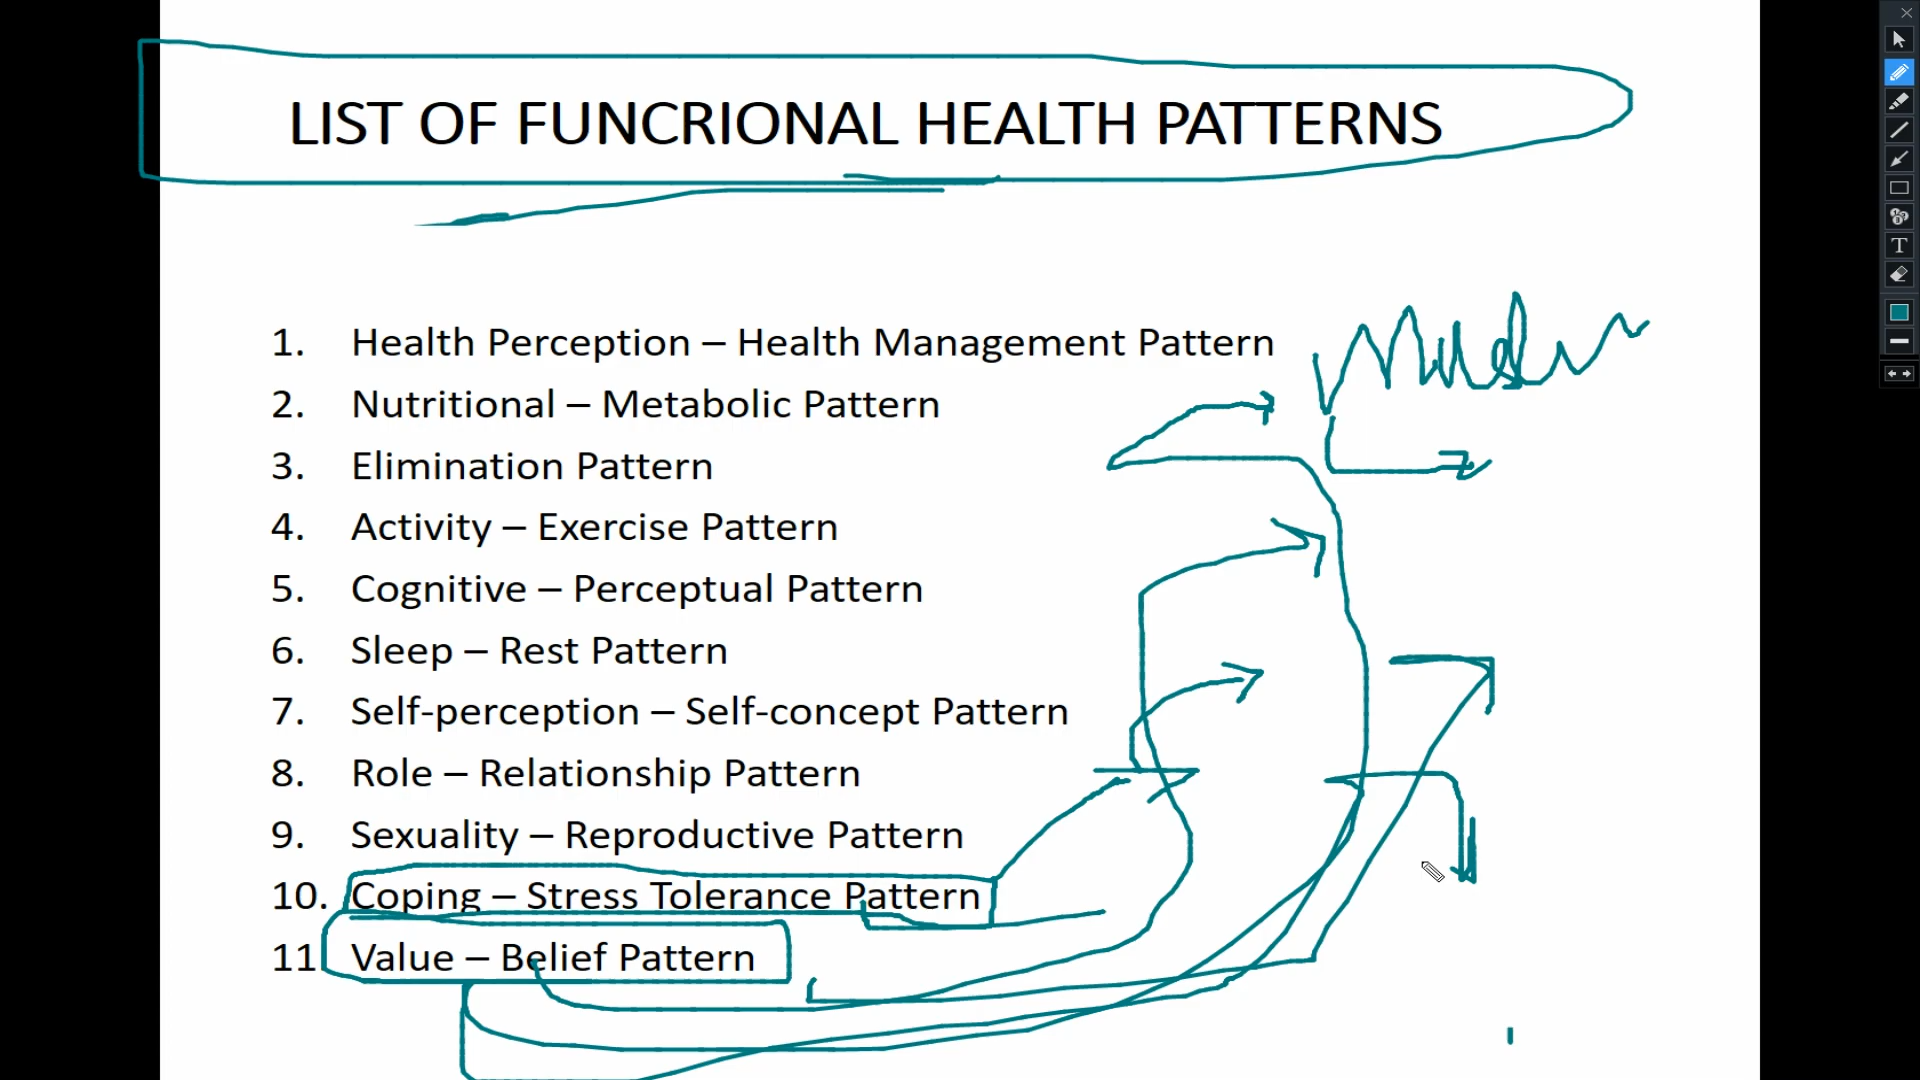 LIST OF FUNCRIONAL HEALTH PATTERNS
1. Health Perception – Health Management Pattern
2. Nutritional – Metabolic Pattern
3. Elimination Pattern
4. Activity – Exercise Pattern
5. Cognitive – Perceptual Pattern
6. Sleep – Rest Pattern
7. Self-perception – Self-concept Pattern
8. Role – Relationship Pattern
9. Sexuality – Reproductive Pattern
10. Coping – Stress Tolerance Pattern
11. Value – Belief Pattern